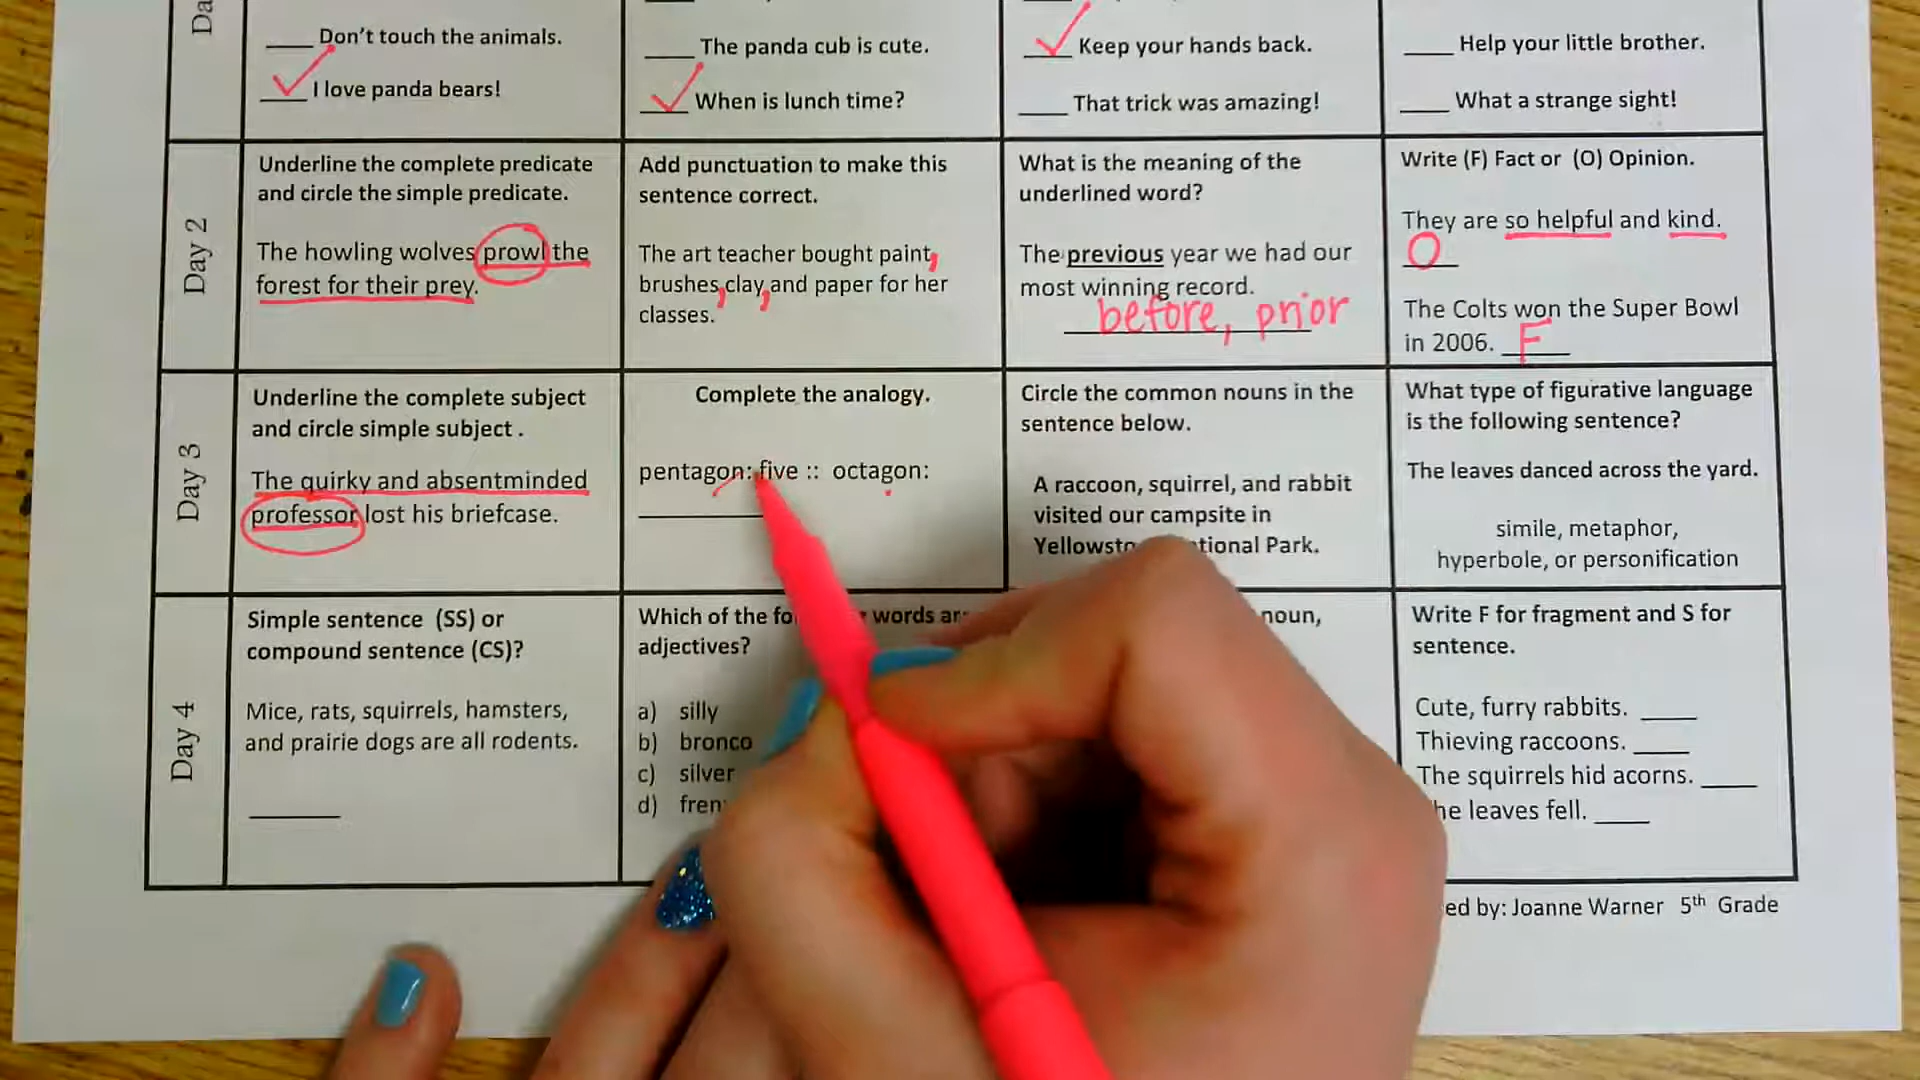 Da
Don't touch the animals.
I love panda bears!
The panda cub is cute.
When is lunch time?
Keep your hands back.
That trick was amazing!
Help your little brother.
What a strange sight!
Day 2
Underline the complete predicate
and circle the simple predicate.
The howling wolves prowl the
forest for their prey.
Add punctuation to make this
sentence correct.
The art teacher bought paint,
brushes, clay, and paper for her
classes.
What is the meaning of the
underlined word?
The previous year we had our
most winning record.
before, prior
Write (F) Fact or (O) Opinion.
They are so helpful and kind.
O
The Colts won the Super Bowl
in 2006. F
Day 3
Underline the complete subject
and circle simple subject .
The quirky and absentminded
professor lost his briefcase.
Complete the analogy.
pentagon: five :: octagon:
Circle the common nouns in the
sentence below.
A raccoon, squirrel, and rabbit
visited our campsite in
Park.
What type of figurative language
is the following sentence?
The leaves danced across the yard.
simile, metaphor,
hyperbole, or personification
Day 4
Simple sentence (SS) or
compound sentence (CS)?
Mice, rats, squirrels, hamsters,
and prairie dogs are all rodents.
Which of the words
adjectives?
a) silly
b) bronco
c) silver
d)
noun,
Write F for fragment and S for
sentence.
Cute, furry rabbits.
Thieving raccoons.
The squirrels hid acorns.
leaves fell.
by: Joanne Warner 5th Grade